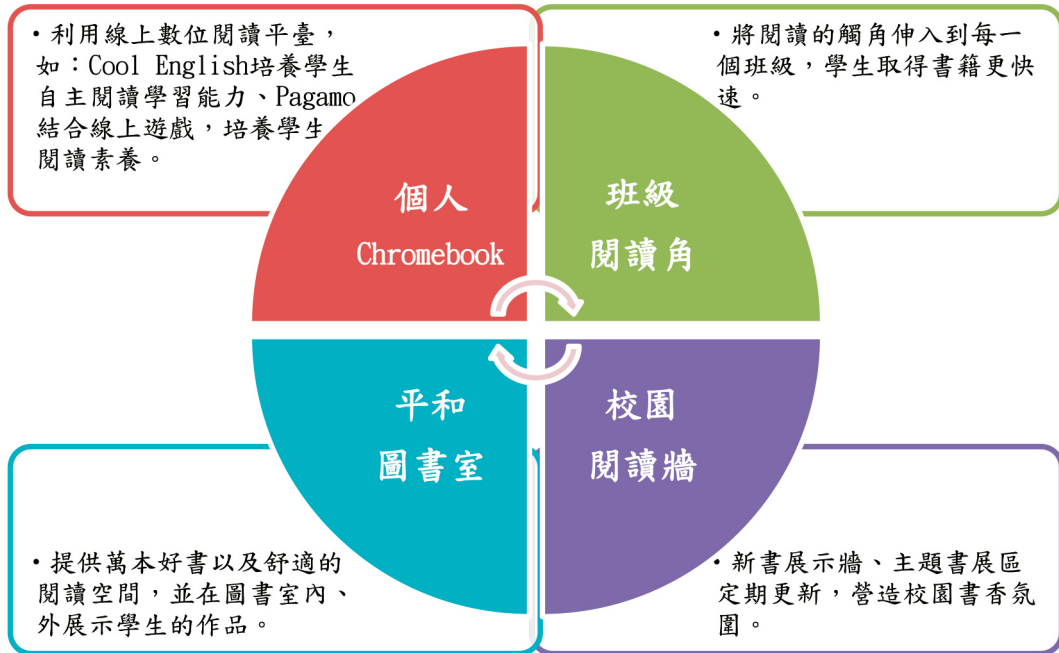 •利用線上數位閱讀平臺，
如：Cool English培養學生
自主閱讀學習能力、Pagamo
結合線上遊戲，培養學生
閱讀素養。
•將閱讀的觸角伸入到每一
個班級，學生取得書籍更快
速。
個人
Chromebook
班級
閱讀角
平和
圖書室
校園
閱讀牆
•提供萬本好書以及舒適的
閱讀空間，並在圖書室內、
外展示學生的作品。
•新書展示牆、主題書展區
定期更新，營造校園書香氛
圍。